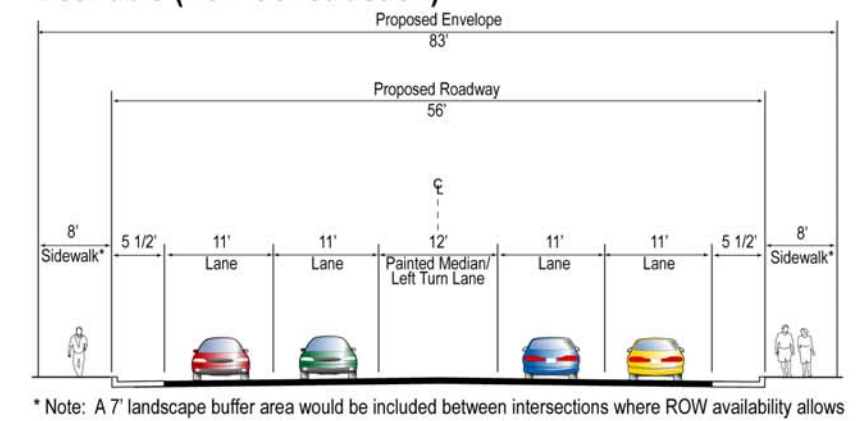 Proposed Envelope
83'
Proposed Roadway
56'
℄
8'
5 1/2'
11'
11'
12'
11'
11'
5 1/2'
8'
Sidewalk*
Lane
Lane
Painted Median/
Left Turn Lane
Lane
Lane
Sidewalk*
* Note: A 7' landscape buffer area would be included between intersections where ROW availability allows